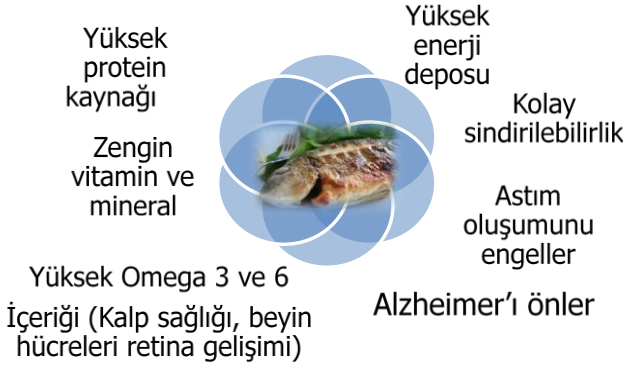 Yüksek
protein
kaynağı
Yüksek
enerji
deposu
Kolay
sindirilebilirlik
Zengin
vitamin ve
mineral
Astım
oluşumunu
engeller
Yüksek Omega 3 ve 6
İçeriği (Kalp sağlığı, beyin
hücreleri retina gelişimi)
Alzheimer’ı önler